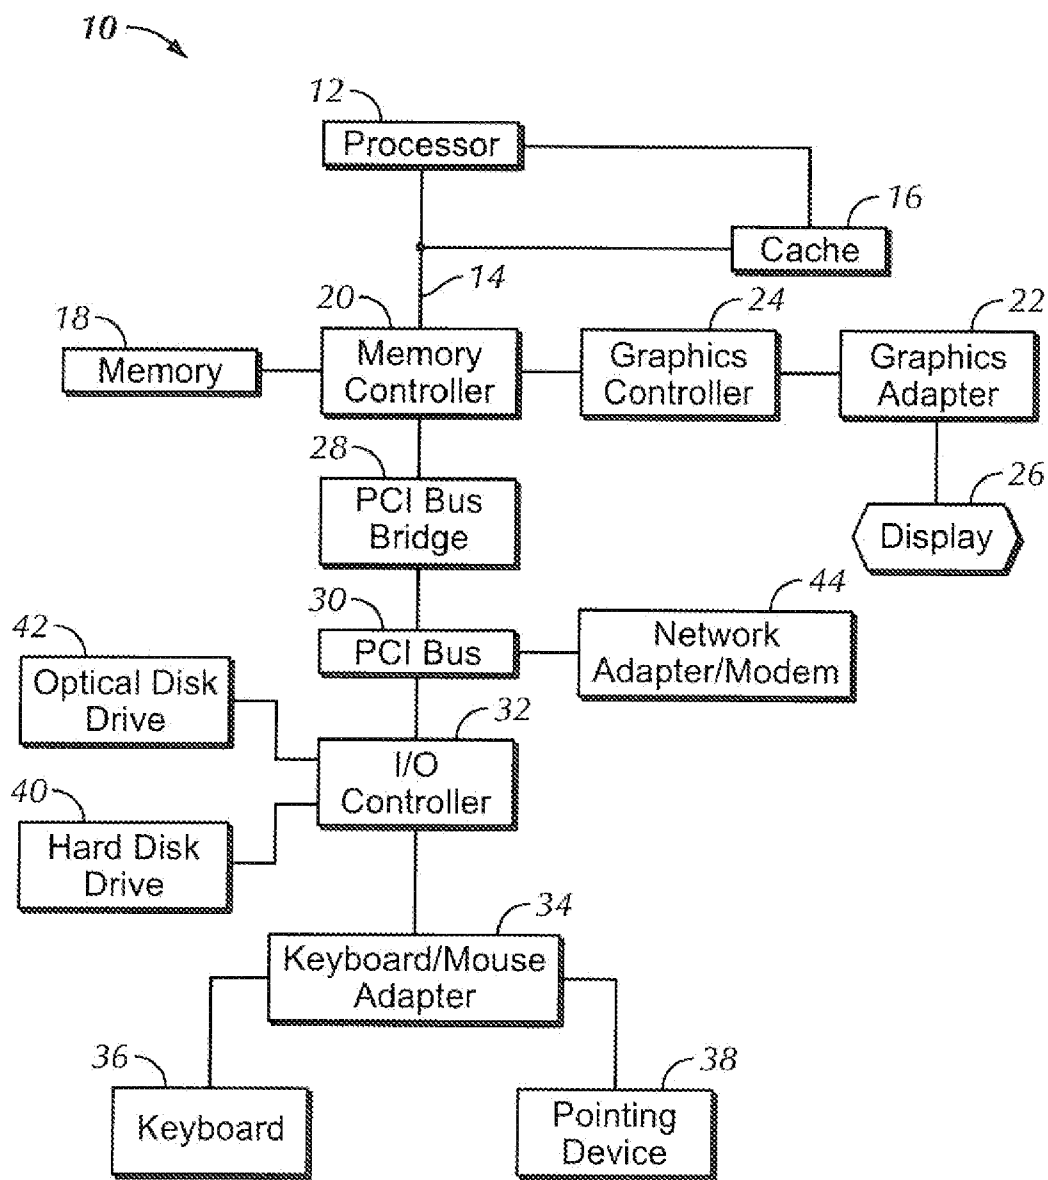 10
12
Processor
16
Cache
14
20
Memory
Controller
18
Memory
24
Graphics
Controller
22
Graphics
Adapter
28
PCI Bus
Bridge
26
Display
30
PCI Bus
44
Network
Adapter/Modem
42
Optical Disk
Drive
32
I/O
Controller
40
Hard Disk
Drive
34
Keyboard/Mouse
Adapter
36
Keyboard
38
Pointing
Device